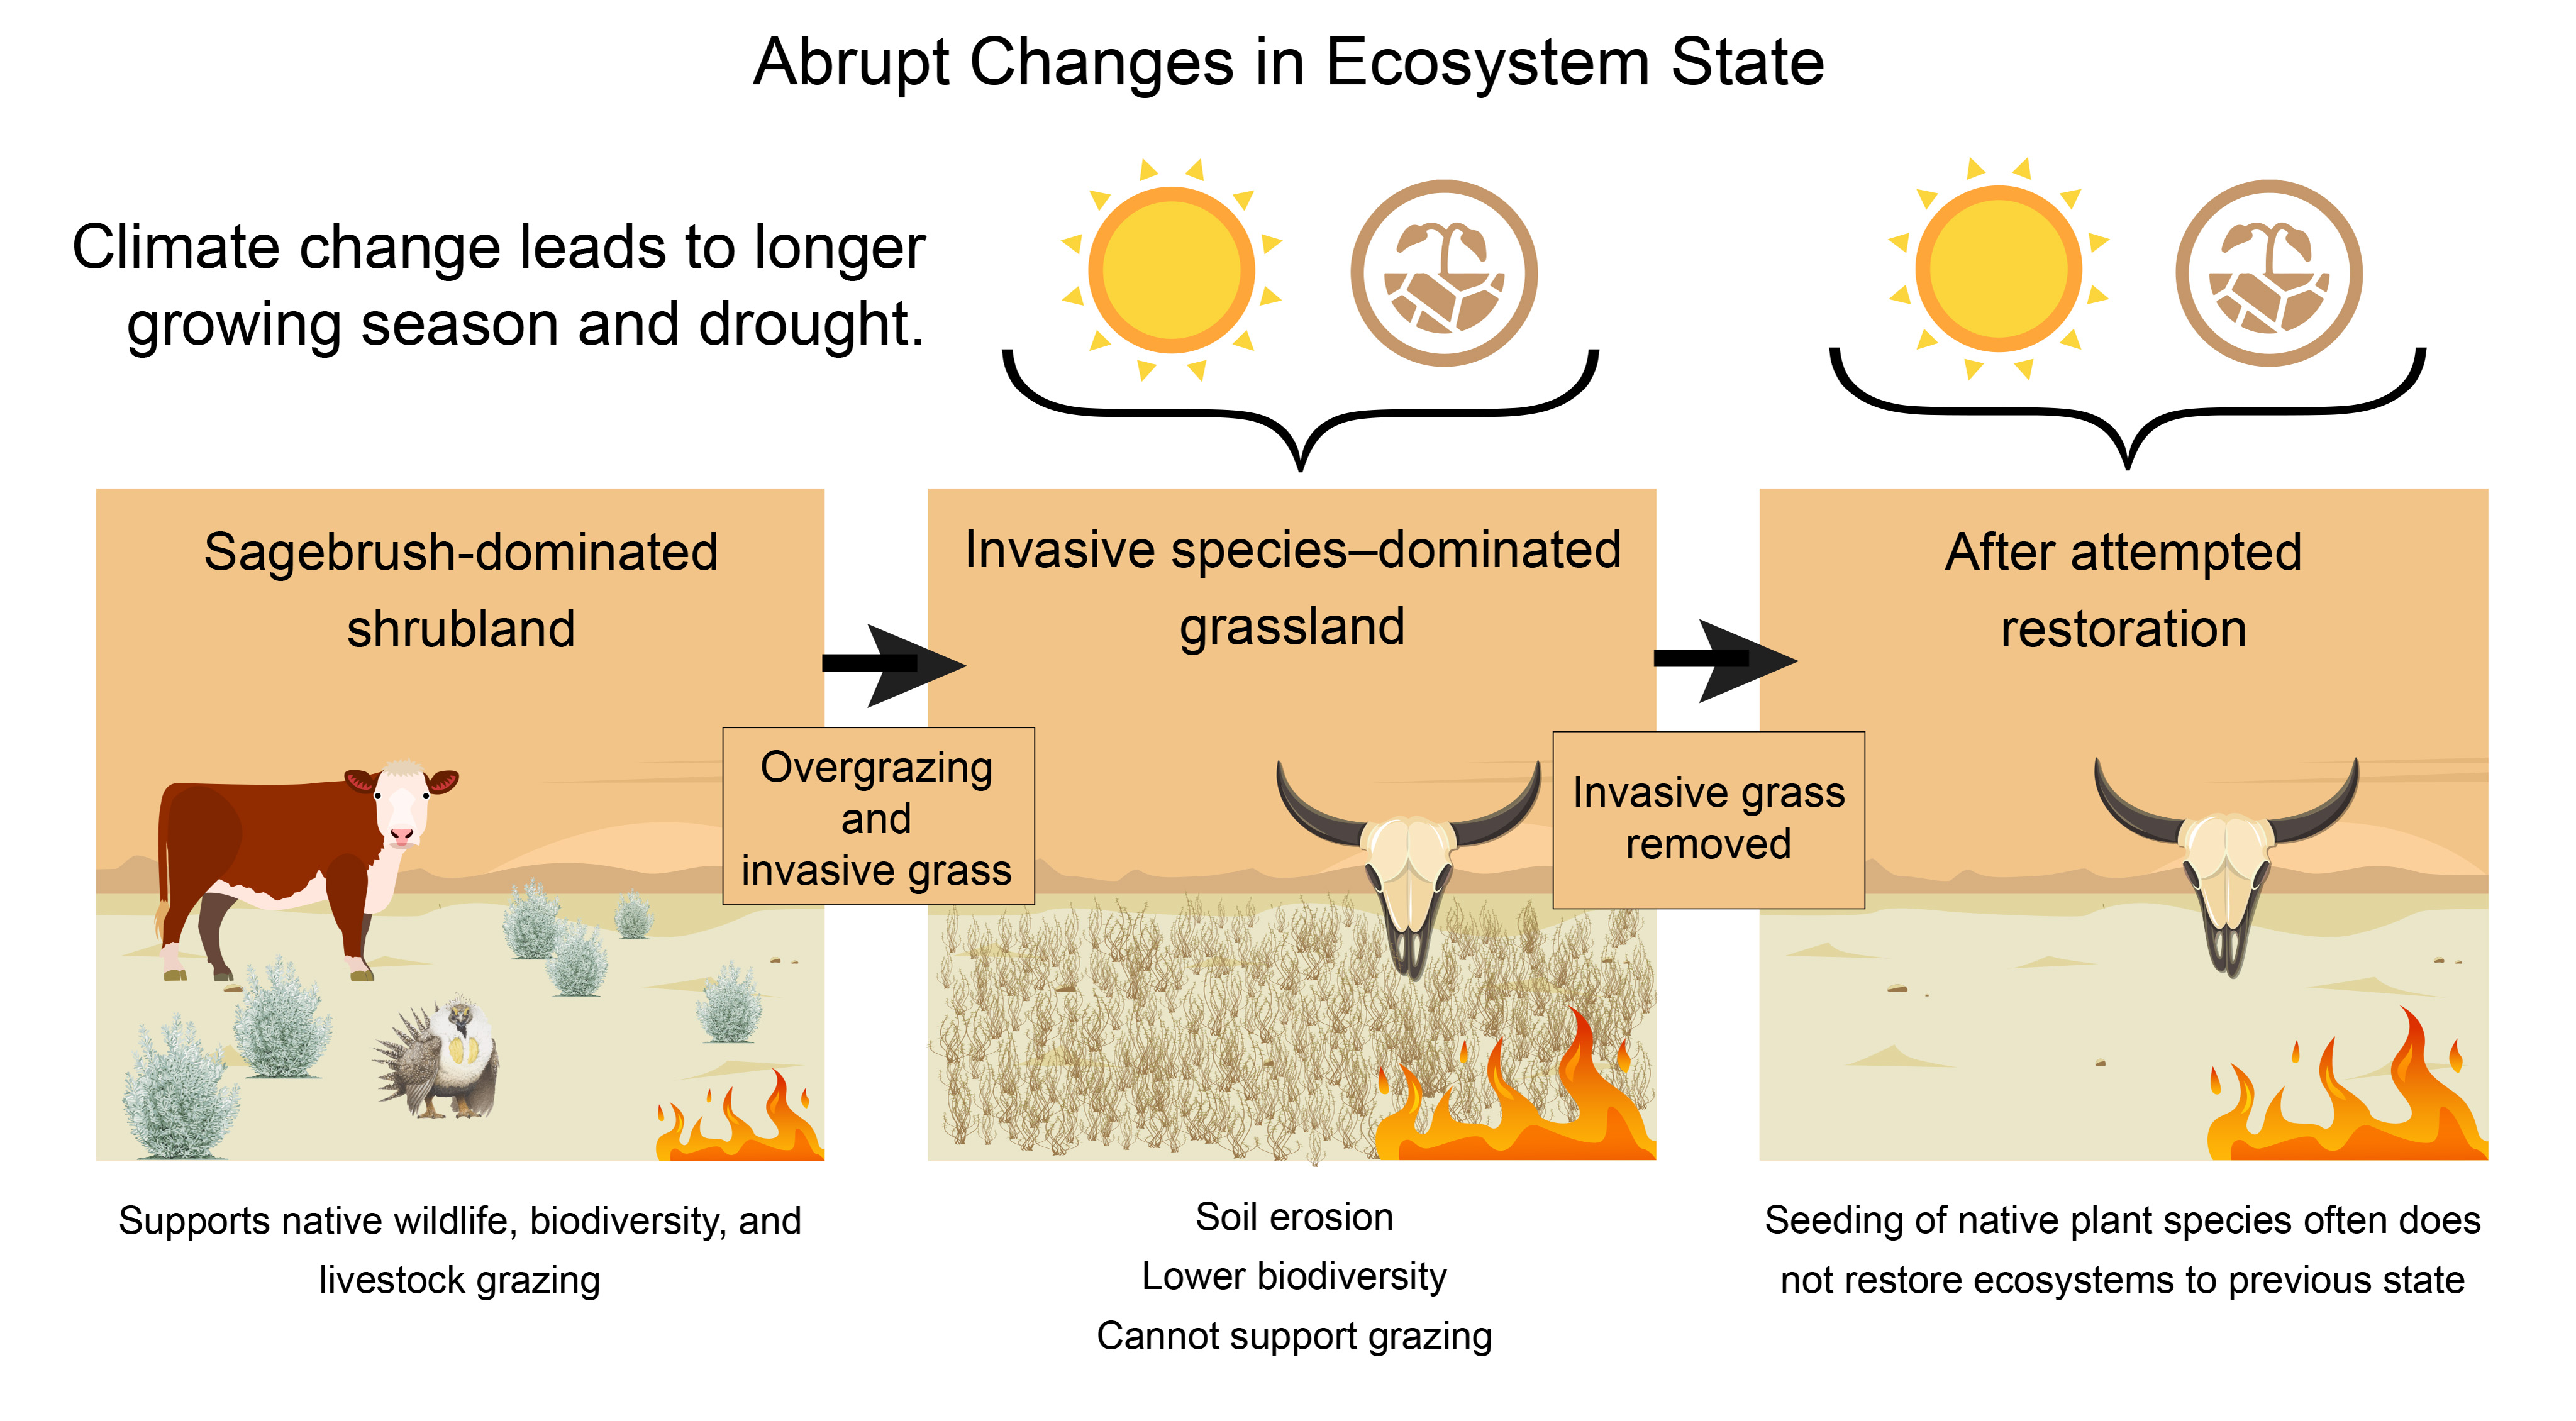 Abrupt Changes in Ecosystem State
Climate change leads to longer
growing season and drought.
Sagebrush-dominated
shrubland
Overgrazing
and
invasive grass
Invasive species–dominated
grassland
Invasive grass
removed
After attempted
restoration
Supports native wildlife, biodiversity, and
livestock grazing
Soil erosion
Lower biodiversity
Cannot support grazing
Seeding of native plant species often does
not restore ecosystems to previous state